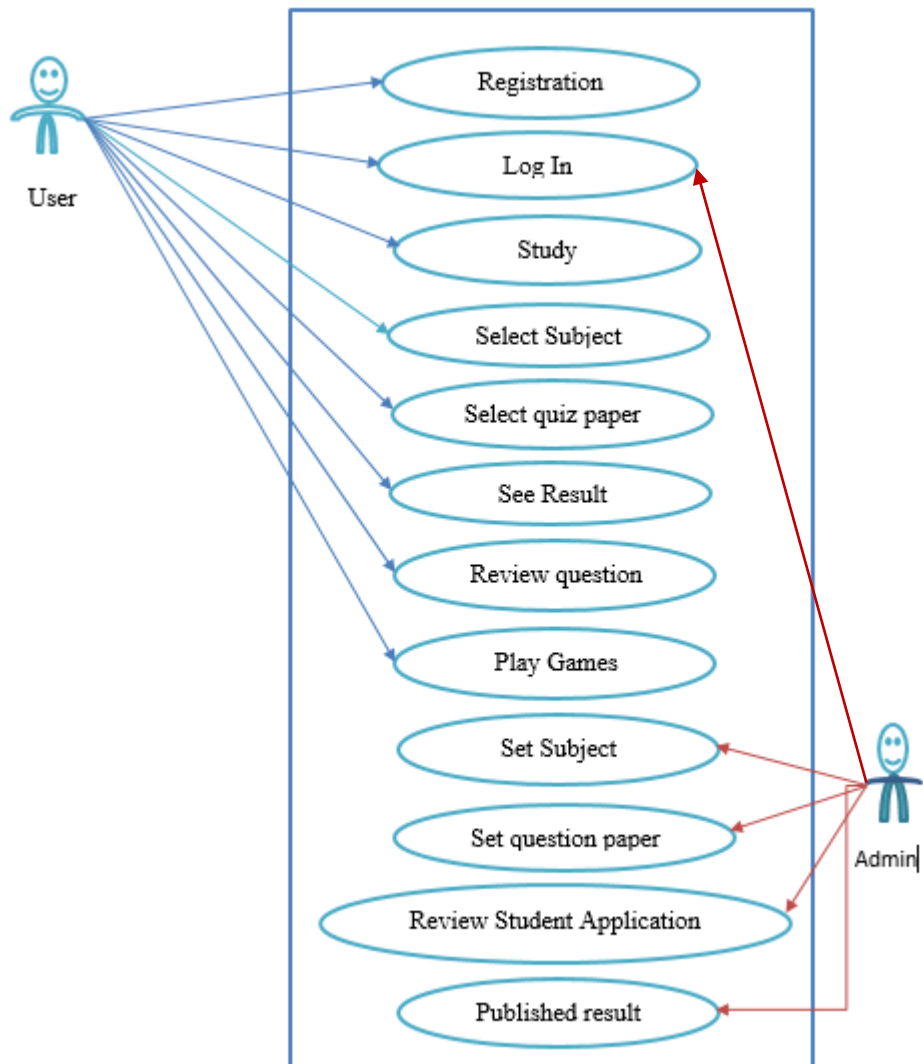 Registration
Log In
User
Study
Select Subject
Select quiz paper
See Result
Review question
Play Games
Set Subject
Set question paper
Admin
Review Student Application
Published result